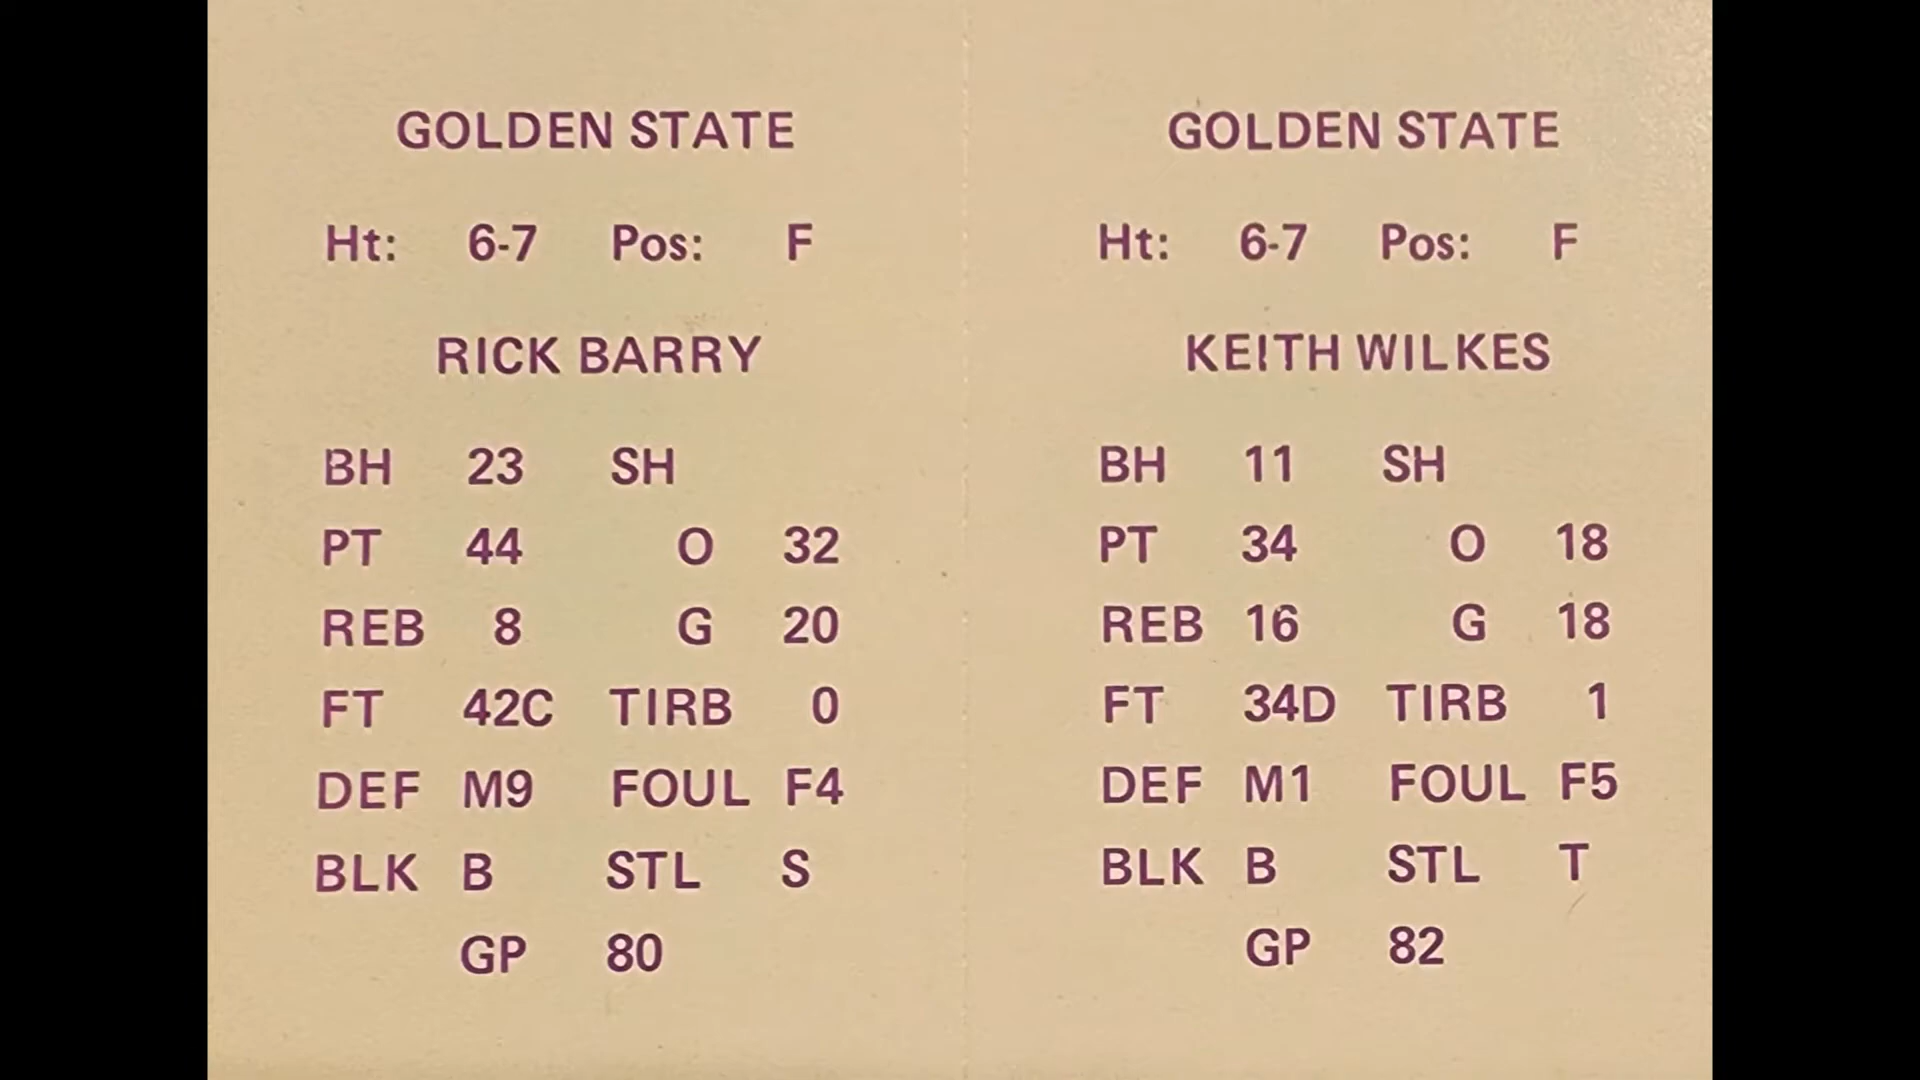 GOLDEN STATE
Ht: 6-7 Pos: F
RICK BARRY
BH 23 SH
PT 44 O 32
REB 8 G 20
FT 42C TIRB 0
DEF M9 FOUL F4
BLK B STL S
GP 80
GOLDEN STATE
Ht: 6-7 Pos: F
KEITH WILKES
BH 11 SH
PT 34 O 18
REB 16 G 18
FT 34D TIRB 1
DEF M1 FOUL F5
BLK B STL T
GP 82